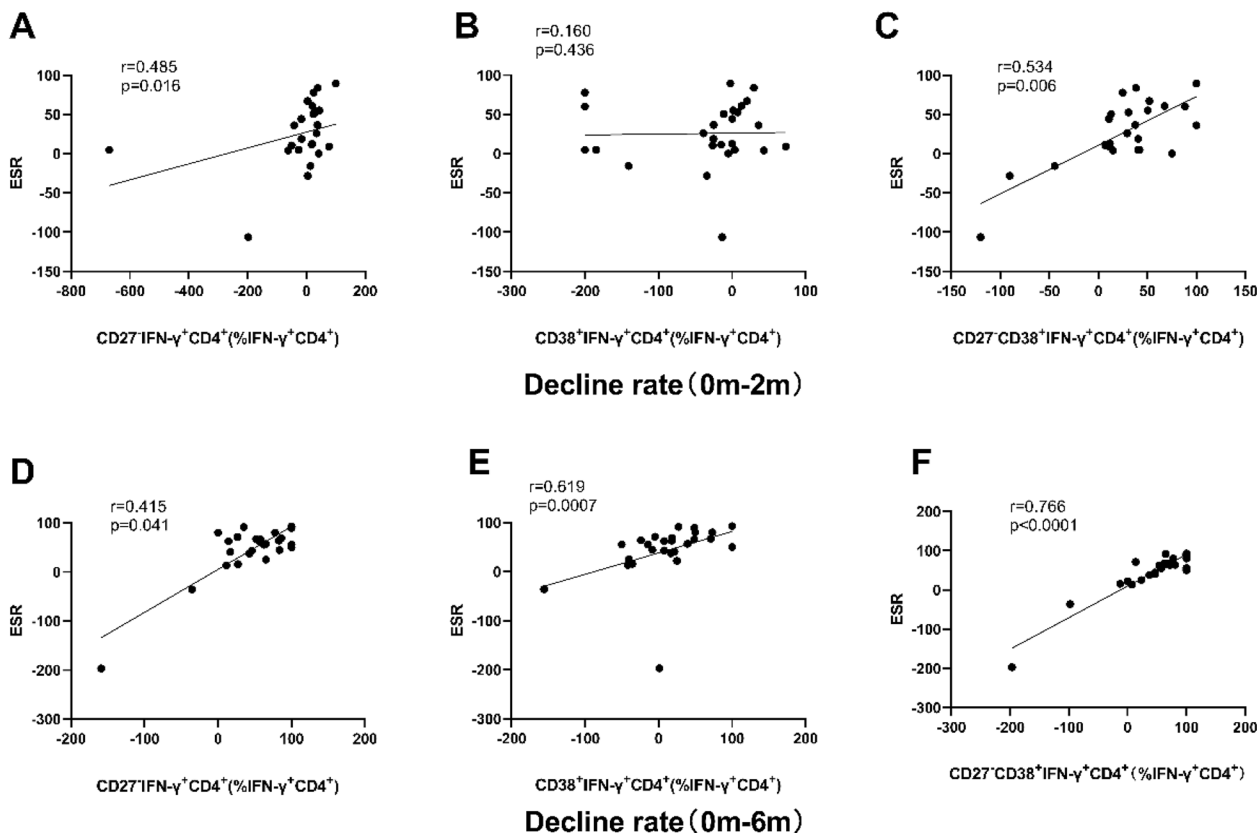 A
r=0.485
p=0.016
ESR
100
50
0
-50
-100
-150
-800 -600 -400 -200 0 200
CD27⁻IFN-γ⁺CD4⁺(%IFN-γ⁺CD4⁺)
B
r=0.160
p=0.436
ESR
100
50
0
-50
-100
-150
-300 -200 -100 0 100
CD38⁺IFN-γ⁺CD4⁺(%IFN-γ⁺CD4⁺)
C
r=0.534
p=0.006
ESR
100
50
0
-50
-100
-150
-150 -100 -50 0 50 100 150
CD27⁻CD38⁺IFN-γ⁺CD4⁺(%IFN-γ⁺CD4⁺)
Decline rate(0m-2m)
D
r=0.415
p=0.041
ESR
200
100
0
-100
-200
-300
-200 -100 0 100 200
CD27⁻IFN-γ⁺CD4⁺(%IFN-γ⁺CD4⁺)
E
r=0.619
p=0.0007
ESR
200
100
0
-100
-200
-300
-200 -100 0 100 200
CD38⁺IFN-γ⁺CD4⁺(%IFN-γ⁺CD4⁺)
F
r=0.766
p<0.0001
ESR
200
100
0
-100
-200
-300
-300 -200 -100 0 100 200
CD27⁻CD38⁺IFN-γ⁺CD4⁺(%IFN-γ⁺CD4⁺)
Decline rate(0m-6m)